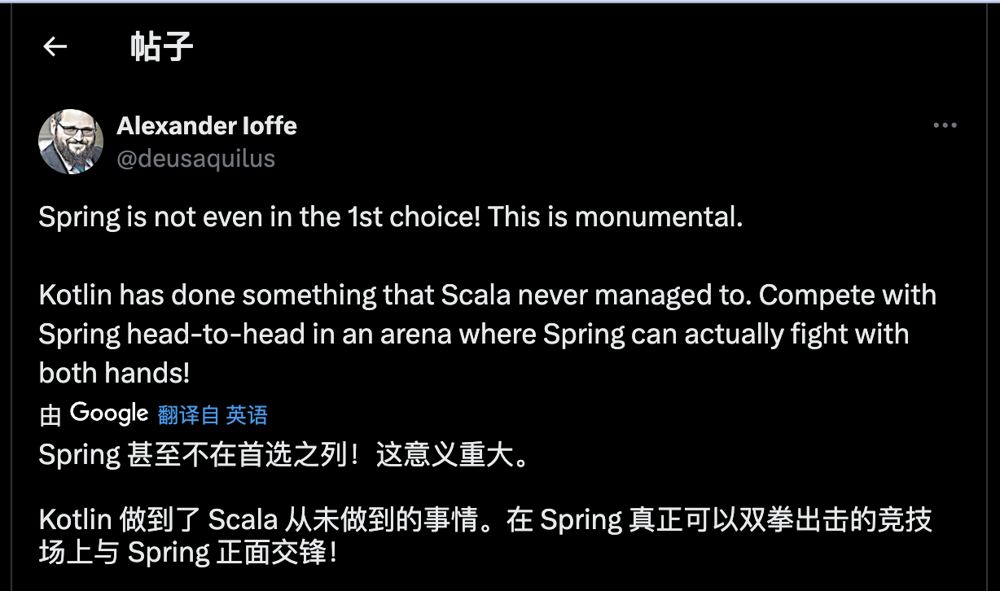 帖子
Alexander Ioffe
@deusaquilus
Spring is not even in the 1st choice! This is monumental.
Kotlin has done something that Scala never managed to. Compete with
Spring head-to-head in an arena where Spring can actually fight with
both hands!
由 Google 翻译自 英语
Spring 甚至不在首选之列！这意义重大。
Kotlin 做到了 Scala 从未做到的事情。在 Spring 真正可以双拳出击的竞技
场上与 Spring 正面交锋！